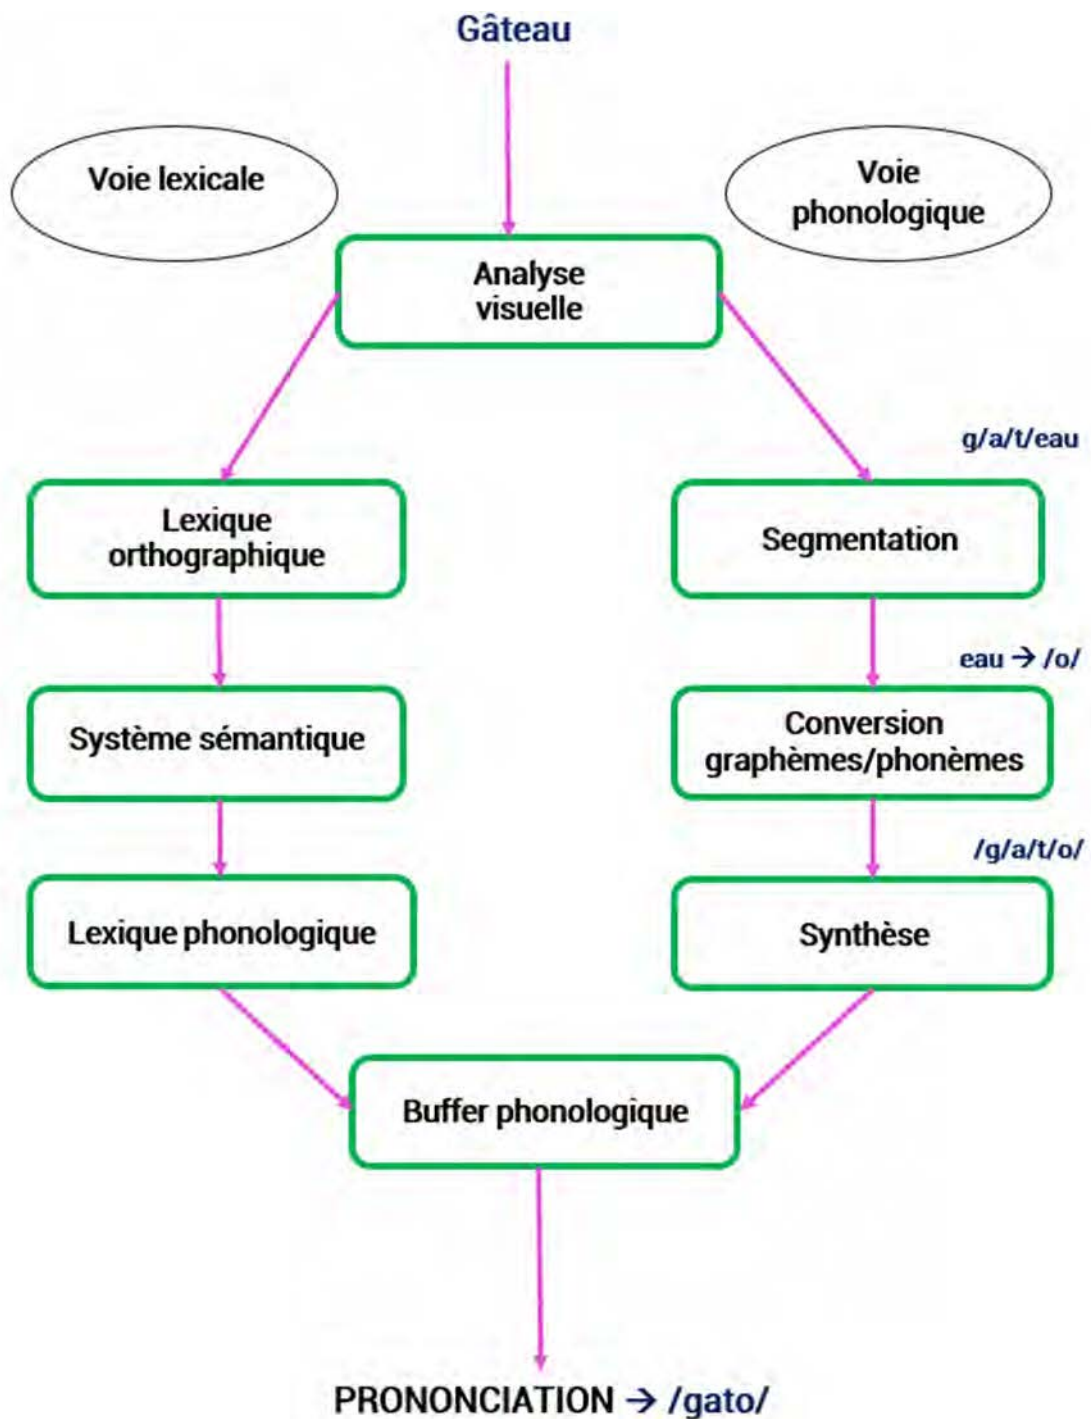 Gâteau
Voie lexicale
Voie
phonologique
Analyse
visuelle
g/a/t/eau
Lexique
orthographique
Segmentation
eau → /o/
Système sémantique
Conversion
graphèmes/phonèmes
/g/a/t/o/
Lexique phonologique
Synthèse
Buffer phonologique
PRONONCIATION → /gato/